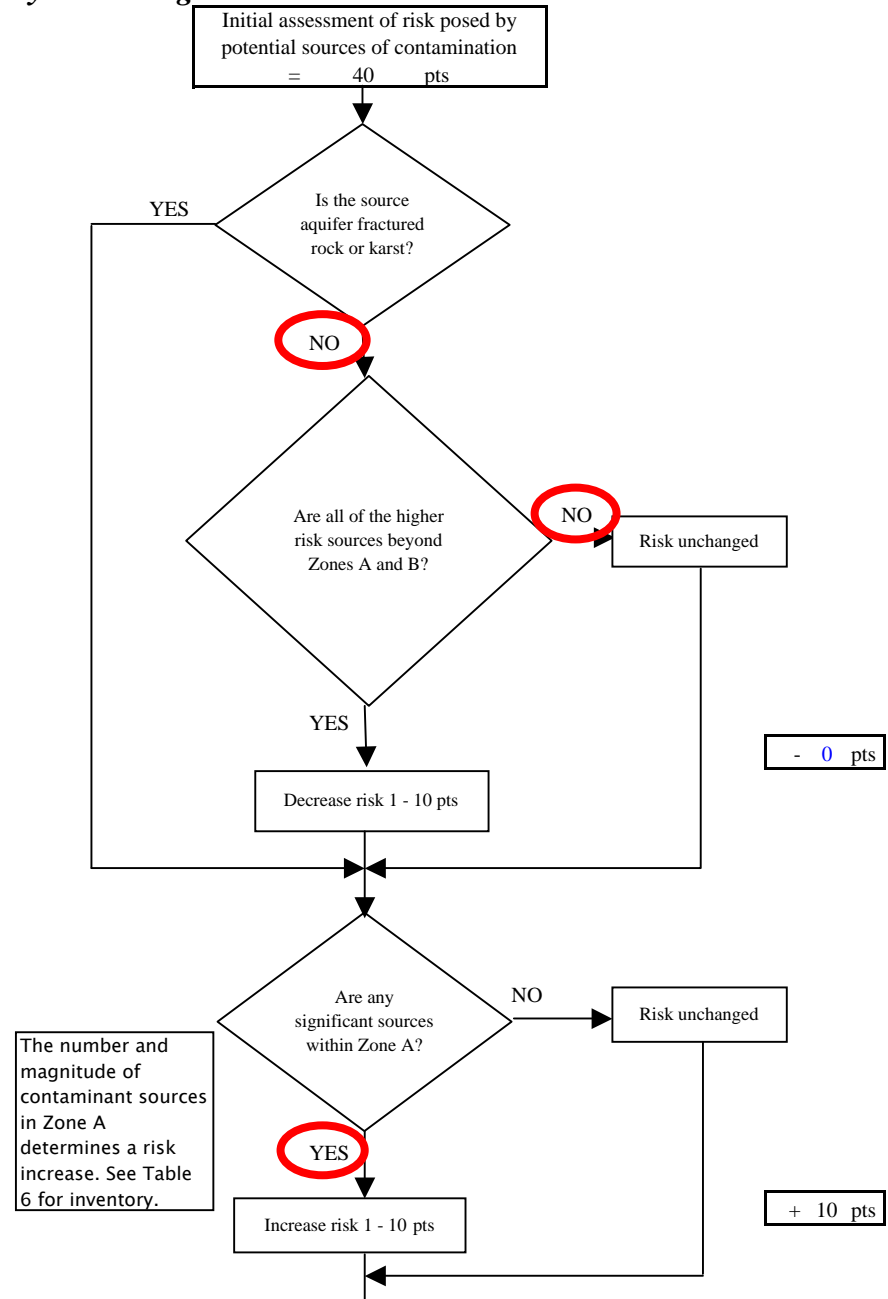 Initial assessment of risk posed by
potential sources of contamination
= 40 pts
YES
Is the source
aquifer fractured
rock or karst?
NO
Are all of the higher
risk sources beyond
Zones A and B?
NO
Risk unchanged
YES
- 0 pts
Decrease risk 1 - 10 pts
Are any
significant sources
within Zone A?
NO
Risk unchanged
The number and
magnitude of
contaminant sources
in Zone A
determines a risk
increase. See Table
6 for inventory.
YES
+ 10 pts
Increase risk 1 - 10 pts